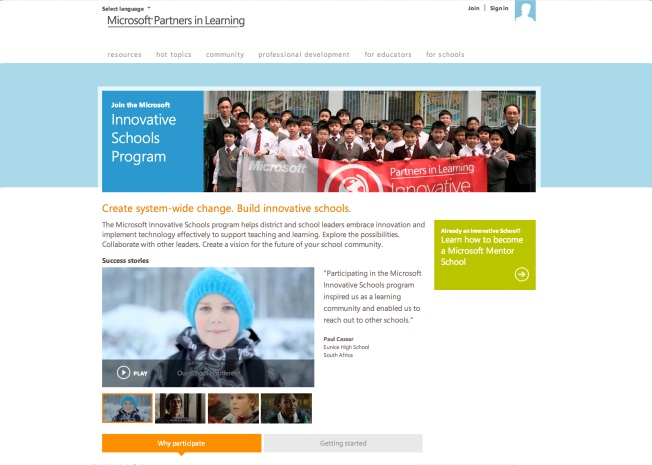 Select language
Join | Sign in
Microsoft Partners in Learning
resources hot topics community professional development for educators for schools
Join the Microsoft
Innovative
Schools
Program
Microsoft
Partners in Learning
Innovative
Create system-wide change. Build innovative schools.
The Microsoft Innovative Schools program helps district and school leaders embrace innovation and
implement technology effectively to support teaching and learning. Explore the possibilities.
Collaborate with other leaders. Create a vision for the future of your school community.
Already an Innovative School?
Learn how to become
a Microsoft Mentor
School
Success stories
"Participating in the Microsoft
Innovative Schools program
inspired us as a learning
community and enabled us to
reach out to other schools."
Paul Casser
Eunice High School
South Africa
PLAY
Our school is different
Why participate
Getting started